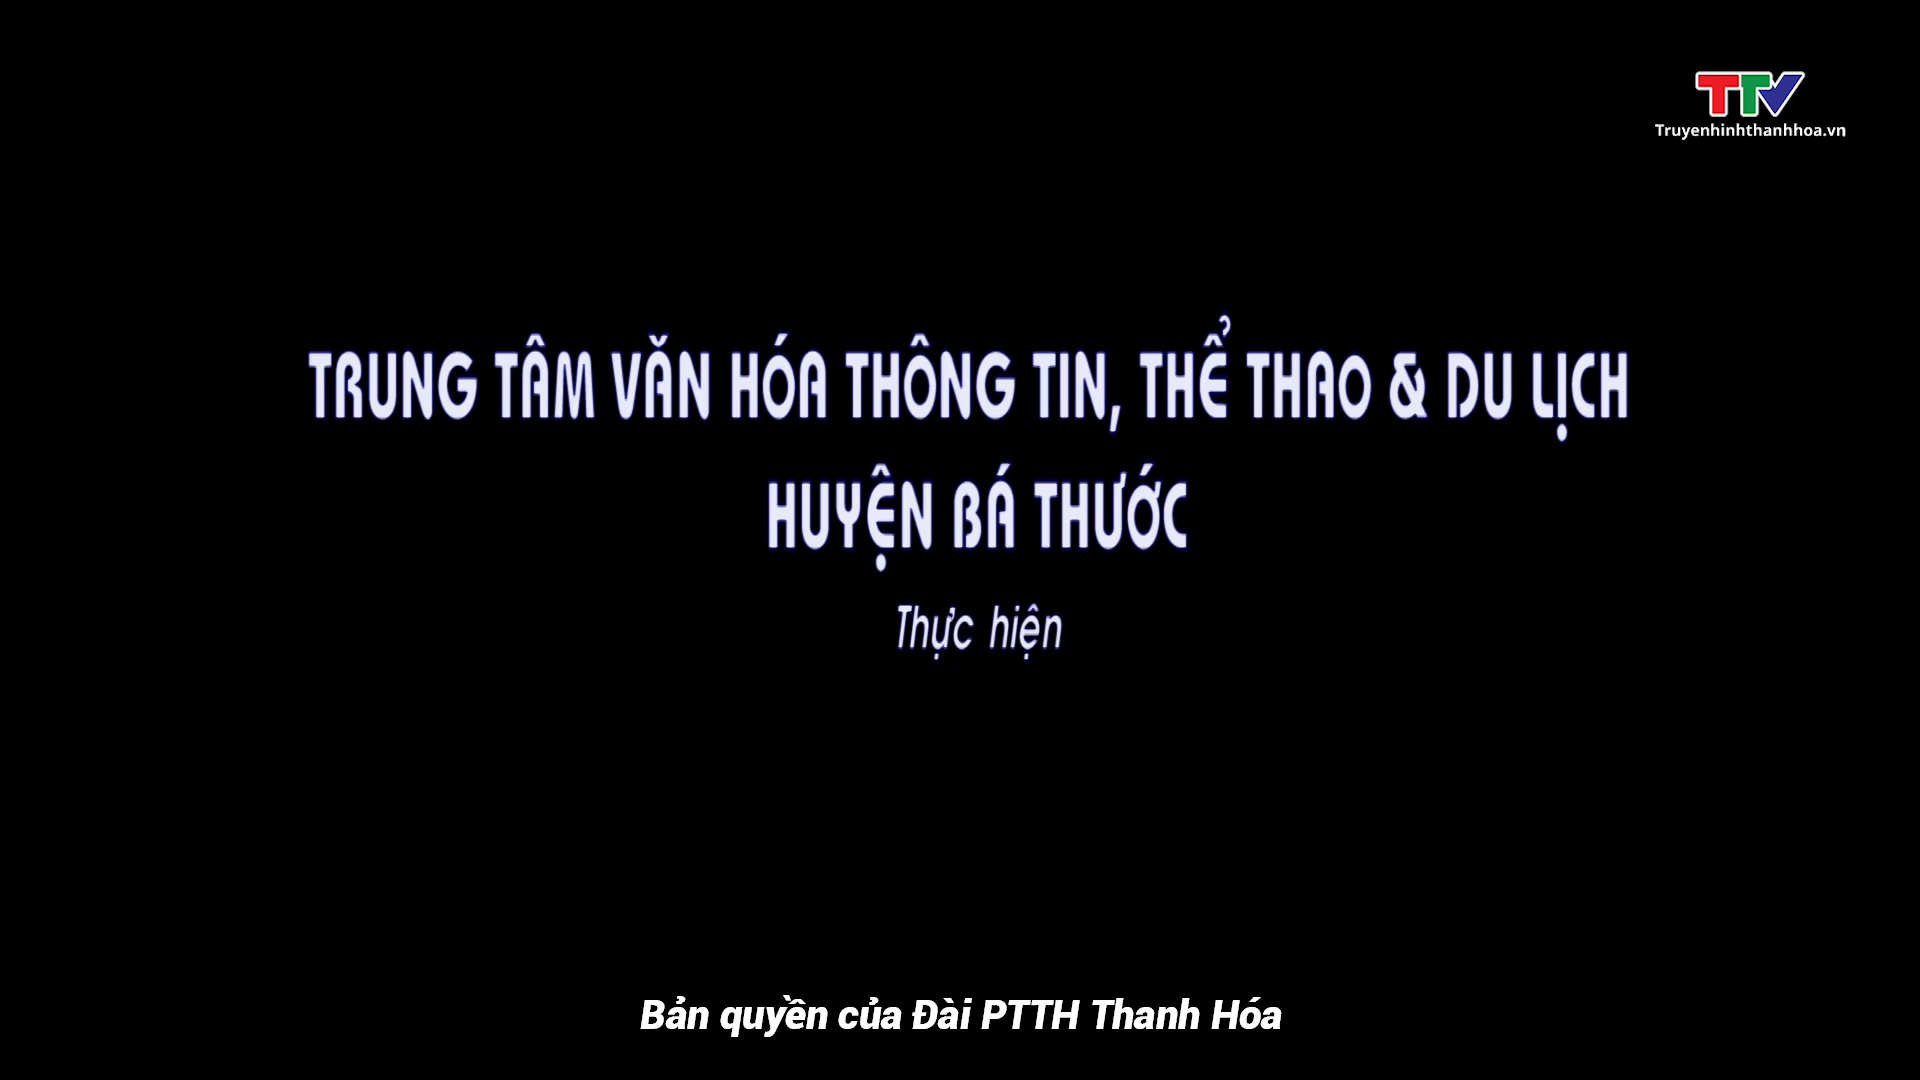 TTV
Truyenhinhthanhhoa.vn
TRUNG TÂM VĂN HÓA THÔNG TIN, THỂ THAO & DU LỊCH
HUYỆN BÁ THƯỚC
Thực hiện
Bản quyền của Đài PTTH Thanh Hóa